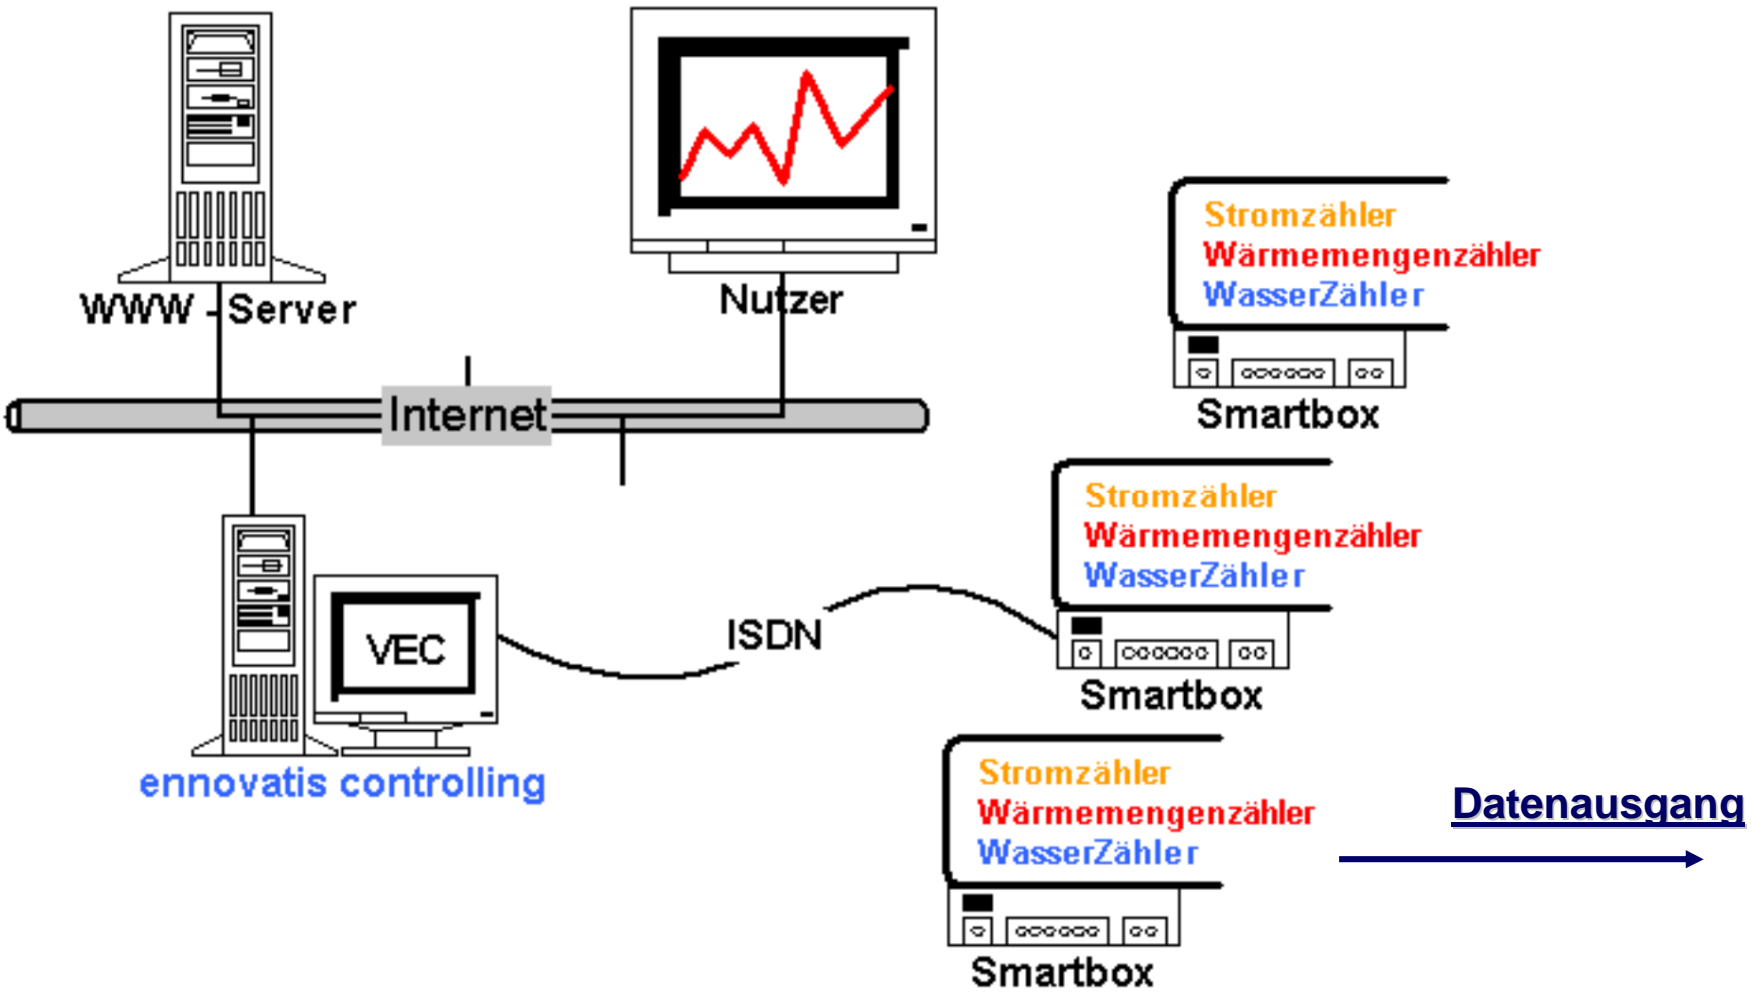 WWW - Server
Nutzer
Internet
VEC
ennovatis controlling
ISDN
Stromzähler
Wärmemengenzähler
WasserZähler
Smartbox
Stromzähler
Wärmemengenzähler
WasserZähler
Smartbox
Stromzähler
Wärmemengenzähler
WasserZähler
Smartbox
Datenausgang